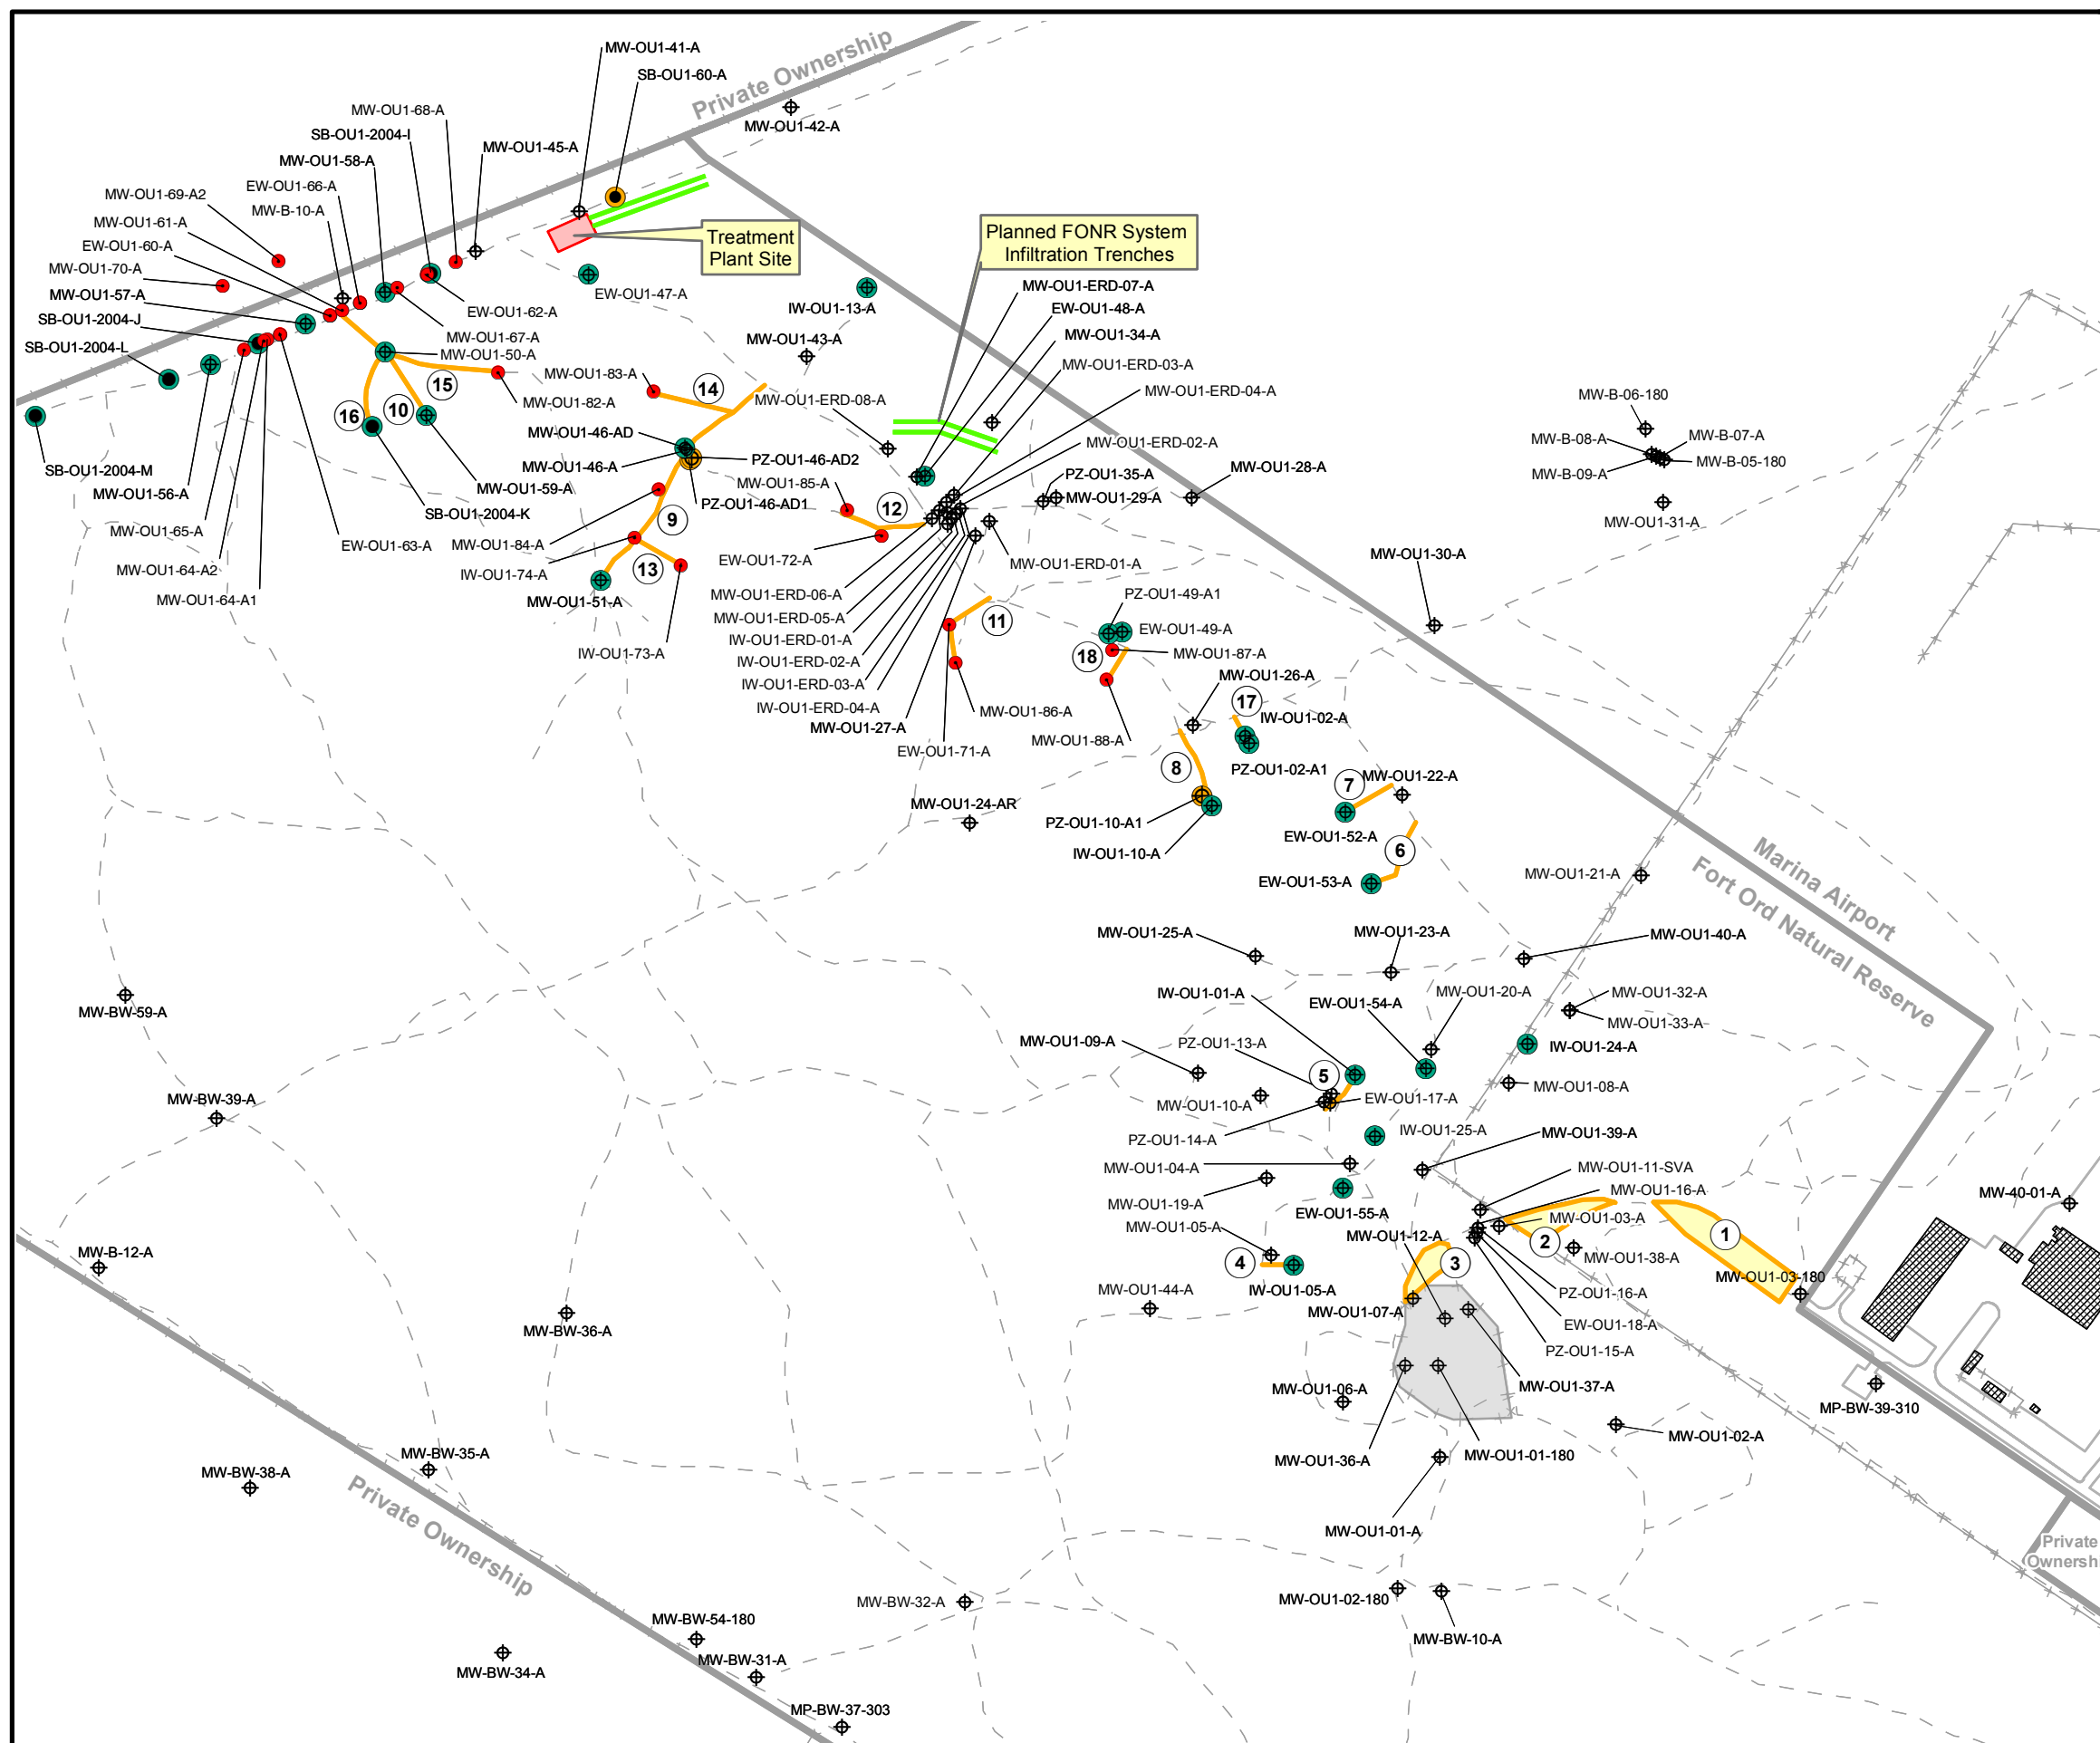 MW-OU1-41-A
Private Ownership
SB-OU1-60-A
MW-OU1-68-A
MW-OU1-42-A
SB-OU1-2004-I
MW-OU1-45-A
MW-OU1-58-A
EW-OU1-66-A
MW-OU1-69-A2
MW-B-10-A
MW-OU1-61-A
EW-OU1-60-A
MW-OU1-70-A
MW-OU1-57-A
SB-OU1-2004-J
SB-OU1-2004-L
Treatment
Plant Site
Planned FONR System
Infiltration Trenches
EW-OU1-47-A
IW-OU1-13-A
MW-OU1-ERD-07-A
EW-OU1-48-A
EW-OU1-62-A
MW-OU1-67-A
MW-OU1-43-A
MW-OU1-34-A
MW-OU1-50-A
MW-OU1-ERD-03-A
MW-OU1-83-A
14
15
MW-OU1-ERD-04-A
MW-OU1-82-A
MW-OU1-ERD-08-A
16
10
MW-B-06-180
MW-OU1-46-AD
MW-OU1-ERD-02-A
MW-B-08-A
MW-B-07-A
MW-OU1-46-A
PZ-OU1-46-AD2
MW-B-09-A
MW-B-05-180
SB-OU1-2004-M
MW-OU1-85-A
PZ-OU1-35-A
MW-OU1-28-A
MW-OU1-56-A
MW-OU1-59-A
PZ-OU1-46-AD1
MW-OU1-29-A
SB-OU1-2004-K
12
9
MW-OU1-31-A
MW-OU1-65-A
EW-OU1-63-A
MW-OU1-84-A
EW-OU1-72-A
MW-OU1-ERD-01-A
MW-OU1-30-A
MW-OU1-64-A2
IW-OU1-74-A
13
MW-OU1-64-A1
MW-OU1-51-A
MW-OU1-ERD-06-A
PZ-OU1-49-A1
MW-OU1-ERD-05-A
11
EW-OU1-49-A
IW-OU1-ERD-01-A
IW-OU1-73-A
18
MW-OU1-87-A
IW-OU1-ERD-02-A
MW-OU1-26-A
IW-OU1-ERD-03-A
17
IW-OU1-ERD-04-A
MW-OU1-86-A
IW-OU1-02-A
MW-OU1-27-A
MW-OU1-88-A
EW-OU1-71-A
8
PZ-OU1-02-A1
7
MW-OU1-22-A
MW-OU1-24-AR
PZ-OU1-10-A1
EW-OU1-52-A
IW-OU1-10-A
6
Marina Airport
Fort Ord Natural Reserve
EW-OU1-53-A
MW-OU1-21-A
MW-OU1-25-A
MW-OU1-23-A
MW-OU1-40-A
IW-OU1-01-A
EW-OU1-54-A
MW-OU1-20-A
MW-OU1-32-A
MW-BW-59-A
MW-OU1-33-A
MW-OU1-09-A
PZ-OU1-13-A
IW-OU1-24-A
5
MW-OU1-08-A
MW-BW-39-A
MW-OU1-10-A
EW-OU1-17-A
PZ-OU1-14-A
IW-OU1-25-A
MW-OU1-39-A
MW-OU1-04-A
MW-OU1-11-SVA
MW-OU1-16-A
MW-40-01-A
MW-OU1-19-A
EW-OU1-55-A
MW-OU1-03-A
MW-OU1-05-A
MW-OU1-12-A
2
1
MW-B-12-A
4
3
MW-OU1-38-A
MW-OU1-03-180
MW-OU1-44-A
IW-OU1-05-A
PZ-OU1-16-A
MW-OU1-07-A
EW-OU1-18-A
MW-BW-36-A
PZ-OU1-15-A
MW-OU1-06-A
MW-OU1-37-A
MP-BW-39-310
MW-OU1-02-A
MW-BW-35-A
MW-OU1-36-A
MW-OU1-01-180
MW-BW-38-A
Private Ownership
MW-OU1-01-A
Private
Ownersh
MW-BW-32-A
MW-OU1-02-180
MW-BW-54-180
MW-BW-10-A
MW-BW-31-A
MW-BW-34-A
MP-BW-37-303